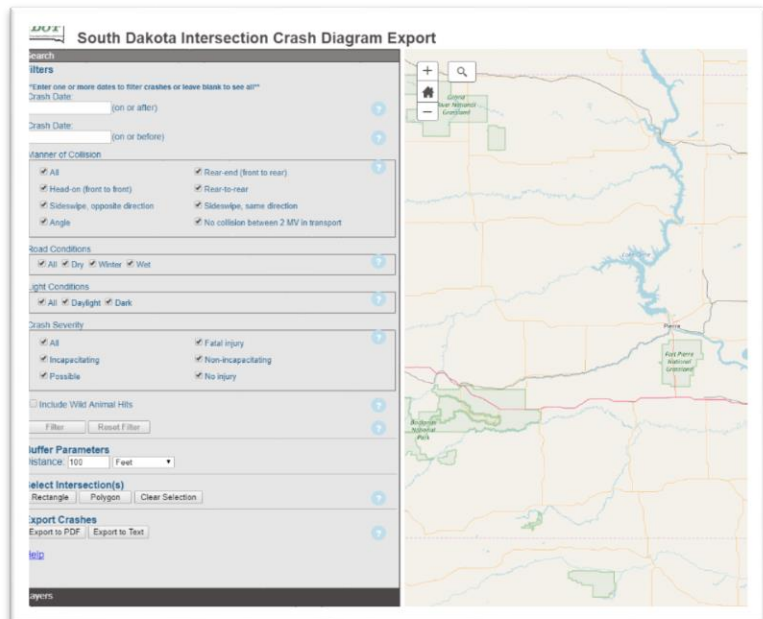 DOT
South Dakota Intersection Crash Diagram Export
Search
Filters
"Enter one or more dates to filter crashes or leave blank to see all"
Crash Date:
(on or after)
Crash Date:
(on or before)
Manner of Collision
All
Rear-end (front to rear)
Head-on (front to front)
Rear-to-rear
Sideswipe, opposite direction
Sideswipe, same direction
Angle
No collision between 2 MV in transport
Road Conditions
All Dry Winter Wet
Light Conditions
All Daylight Dark
Crash Severity
All
Fatal injury
Incapacitating
Non-incapacitating
Possible
No injury
Include Wild Animal Hits
Filter Reset Filter
Buffer Parameters
Distance: 100 Feet
Select Intersection(s)
Rectangle Polygon Clear Selection
Export Crashes
Export to PDF Export to Text
Help
Layers
+
−
Grand
River National
Grassland
Pierre
Fort Pierre
National
Grassland
Badlands
National
Park